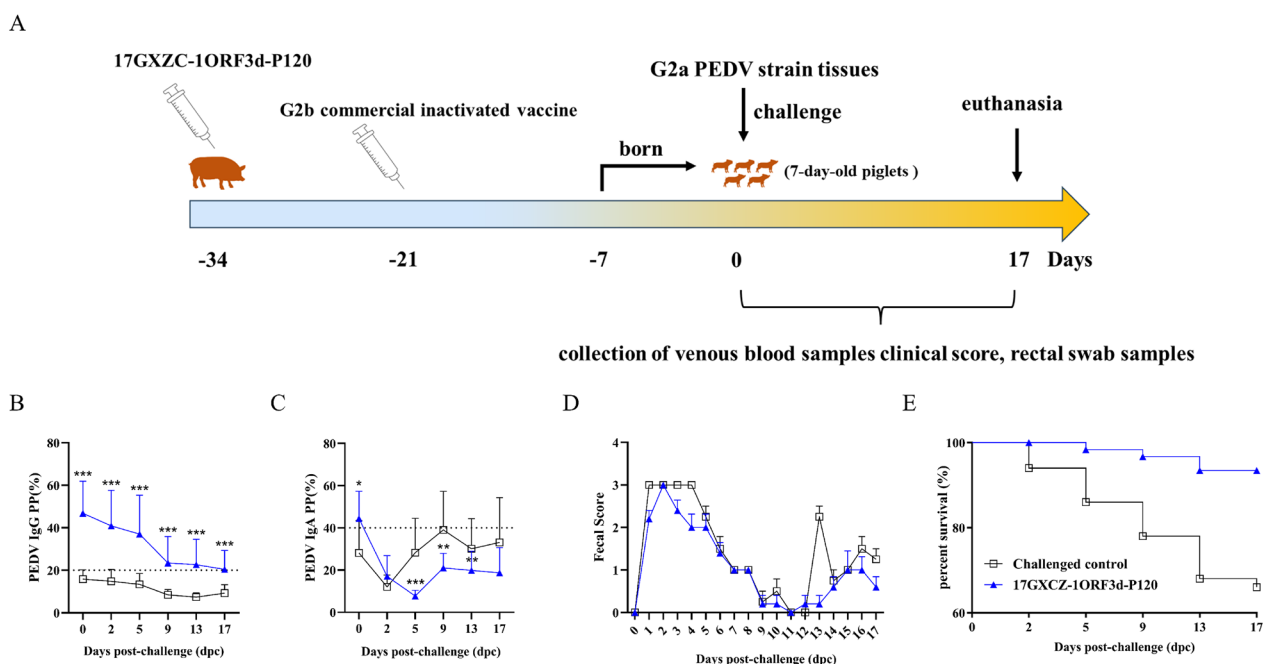 A
17GXZC-1ORF3d-P120
G2b commercial inactivated vaccine
G2a PEDV strain tissues
challenge
euthanasia
born
(7-day-old piglets )
-34 -21 -7 0 17 Days
collection of venous blood samples clinical score, rectal swab samples
B
PEDV IgG PP(%)
80
60
40
20
0
*** *** *** *** *** ***
0 2 5 9 13 17
Days post-challenge (dpc)
C
PEDV IgA PP(%)
80
60
40
20
0
* *** ** **
0 2 5 9 13 17
Days post-challenge (dpc)
D
Fecal Score
4
3
2
1
0
0 1 2 3 4 5 6 7 8 9 10 11 12 13 14 15 16 17
Days post-challenge (dpc)
E
percent survival (%)
100
80
60
Challenged control
17GXCZ-1ORF3d-P120
0 2 5 9 13 17
Days post-challenge (dpc)